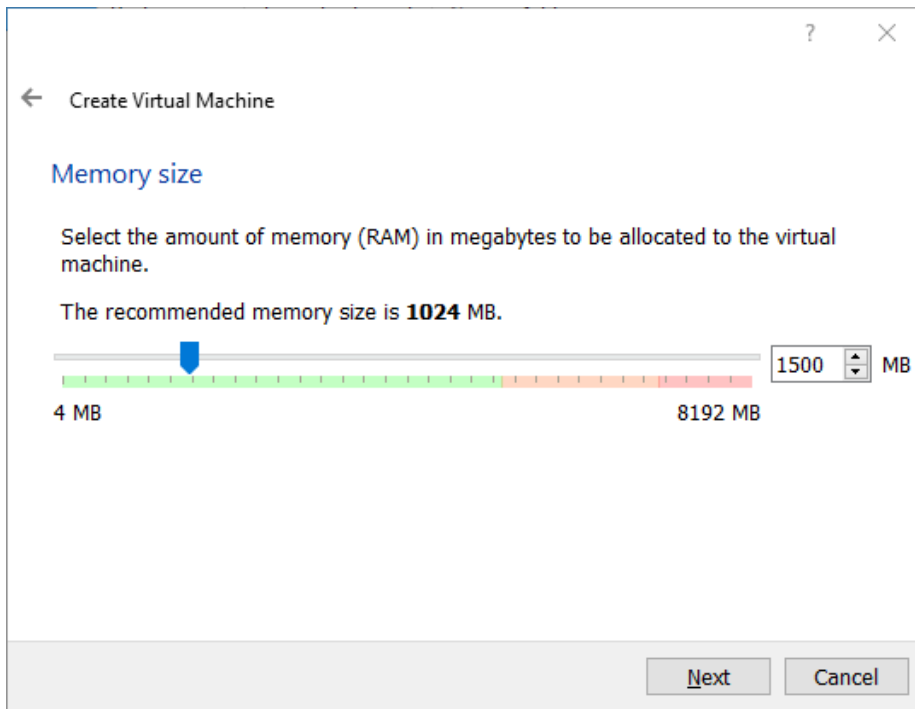 ?
Create Virtual Machine
Memory size
Select the amount of memory (RAM) in megabytes to be allocated to the virtual
machine.
The recommended memory size is 1024 MB.
1500 MB
4 MB 8192 MB
Next Cancel